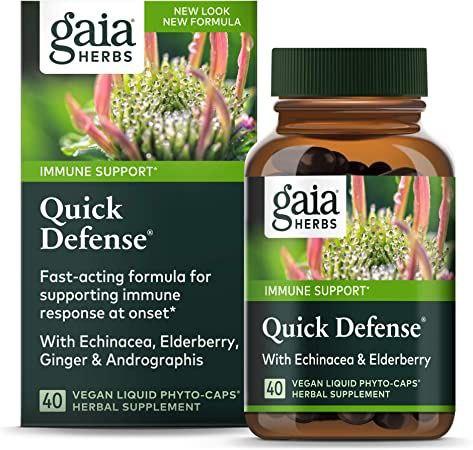 NEW LOOK
NEW FORMULA
gaia
HERBS
IMMUNE SUPPORT*
Quick
Defense®
Fast-acting formula for
supporting immune
response at onset*
With Echinacea, Elderberry,
Ginger & Andrographis
40 VEGAN LIQUID PHYTO-CAPS®
HERBAL SUPPLEMENT
gaia
HERBS
IMMUNE SUPPORT*
Quick Defense®
With Echinacea & Elderberry
40 VEGAN LIQUID PHYTO-CAPS®
HERBAL SUPPLEMENT